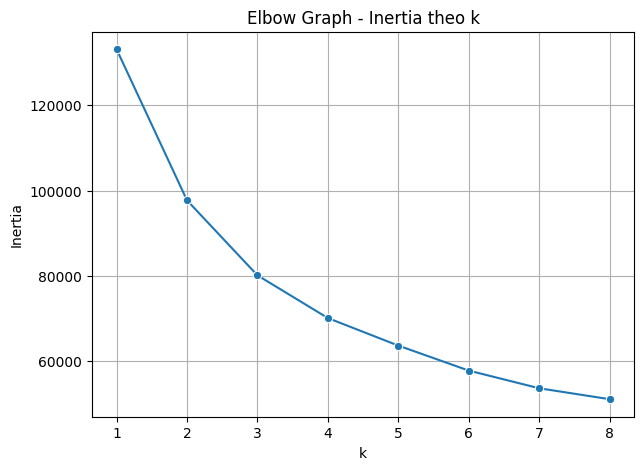 Elbow Graph - Inertia theo k
120000
100000
80000
60000
Inertia
1 2 3 4 5 6 7 8
k